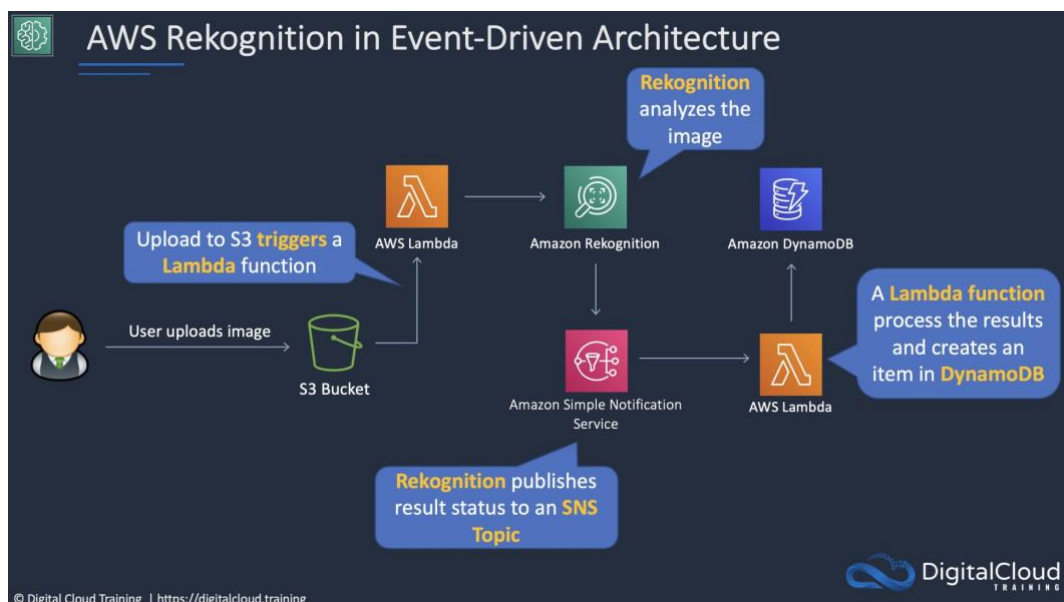 AWS Rekognition in Event-Driven Architecture
Rekognition
analyzes the
image
AWS Lambda
Amazon Rekognition
Amazon DynamoDB
Upload to S3 triggers a
Lambda function
User uploads image
S3 Bucket
A Lambda function
process the results
and creates an
item in DynamoDB
Amazon Simple Notification
Service
AWS Lambda
Rekognition publishes
result status to an SNS
Topic
DigitalCloud
TRAINING
© Digital Cloud Training | https://digitalcloud.training